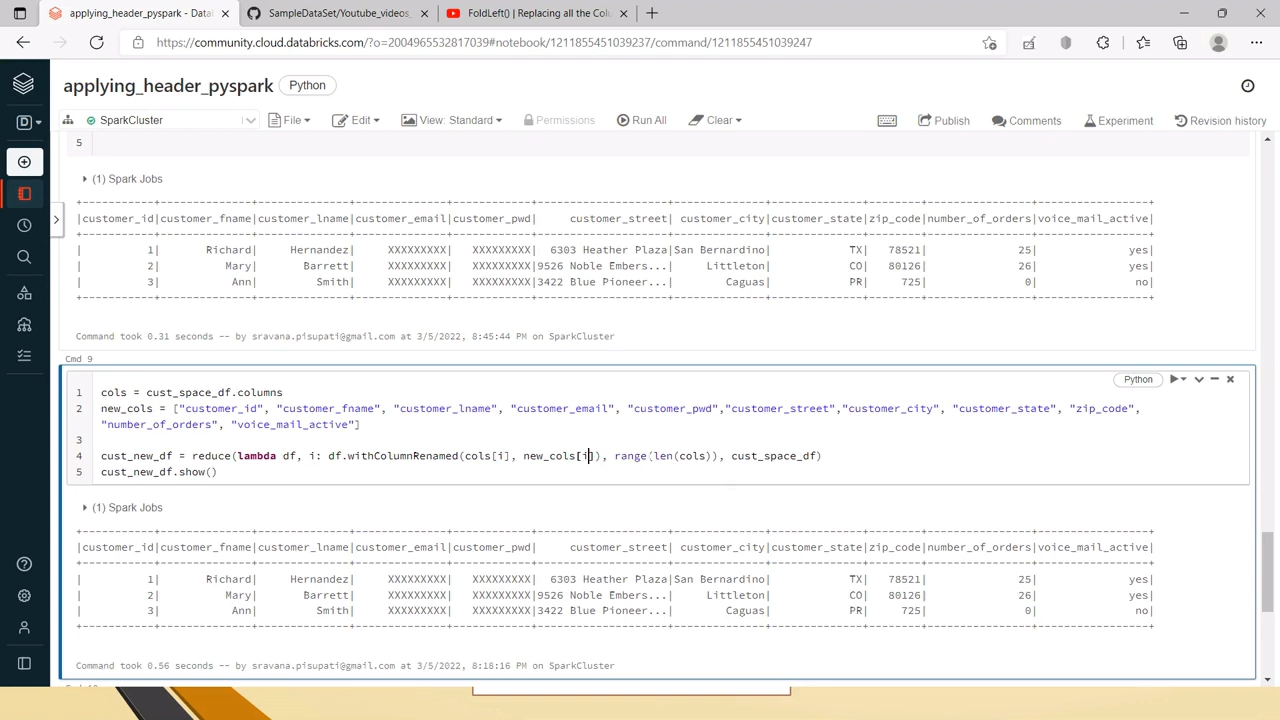 applying_header_pyspark - Datal
SampleDataSet/Youtube_videos_
FoldLeft() | Replacing all the Colu
https://community.cloud.databricks.com/?o=2004965532817039#notebook/1211855451039237/command/1211855451039247
applying_header_pyspark Python
SparkCluster File Edit View: Standard Permissions Run All Clear Publish Comments Experiment Revision history
D
5
(1) Spark Jobs
+-----------+--------------+--------------+--------------+------------+--------------------+--------------+--------------+--------+----------------+-----------------+
|customer_id|customer_fname|customer_lname|customer_email|customer_pwd| customer_street| customer_city|customer_state|zip_code|number_of_orders|voice_mail_active|
+-----------+--------------+--------------+--------------+------------+--------------------+--------------+--------------+--------+----------------+-----------------+
| 1| Richard| Hernandez| XXXXXXXXX| XXXXXXXXX| 6303 Heather Plaza|San Bernardino| TX| 78521| 25| yes|
| 2| Mary| Barrett| XXXXXXXXX| XXXXXXXXX|9526 Noble Embers...| Littleton| CO| 80126| 26| yes|
| 3| Ann| Smith| XXXXXXXXX| XXXXXXXXX|3422 Blue Pioneer...| Caguas| PR| 725| 0| no|
+-----------+--------------+--------------+--------------+------------+--------------------+--------------+--------------+--------+----------------+-----------------+
Command took 0.31 seconds -- by sravana.pisupati@gmail.com at 3/5/2022, 8:45:44 PM on SparkCluster
Cmd 9
Python
1 cols = cust_space_df.columns
2 new_cols = ["customer_id", "customer_fname", "customer_lname", "customer_email", "customer_pwd","customer_street","customer_city", "customer_state", "zip_code",
"number_of_orders", "voice_mail_active"]
3
4 cust_new_df = reduce(lambda df, i: df.withColumnRenamed(cols[i], new_cols[i]), range(len(cols)), cust_space_df)
5 cust_new_df.show()
(1) Spark Jobs
+-----------+--------------+--------------+--------------+------------+--------------------+--------------+--------------+--------+----------------+-----------------+
|customer_id|customer_fname|customer_lname|customer_email|customer_pwd| customer_street| customer_city|customer_state|zip_code|number_of_orders|voice_mail_active|
+-----------+--------------+--------------+--------------+------------+--------------------+--------------+--------------+--------+----------------+-----------------+
| 1| Richard| Hernandez| XXXXXXXXX| XXXXXXXXX| 6303 Heather Plaza|San Bernardino| TX| 78521| 25| yes|
| 2| Mary| Barrett| XXXXXXXXX| XXXXXXXXX|9526 Noble Embers...| Littleton| CO| 80126| 26| yes|
| 3| Ann| Smith| XXXXXXXXX| XXXXXXXXX|3422 Blue Pioneer...| Caguas| PR| 725| 0| no|
+-----------+--------------+--------------+--------------+------------+--------------------+--------------+--------------+--------+----------------+-----------------+
Command took 0.56 seconds -- by sravana.pisupati@gmail.com at 3/5/2022, 8:18:16 PM on SparkCluster